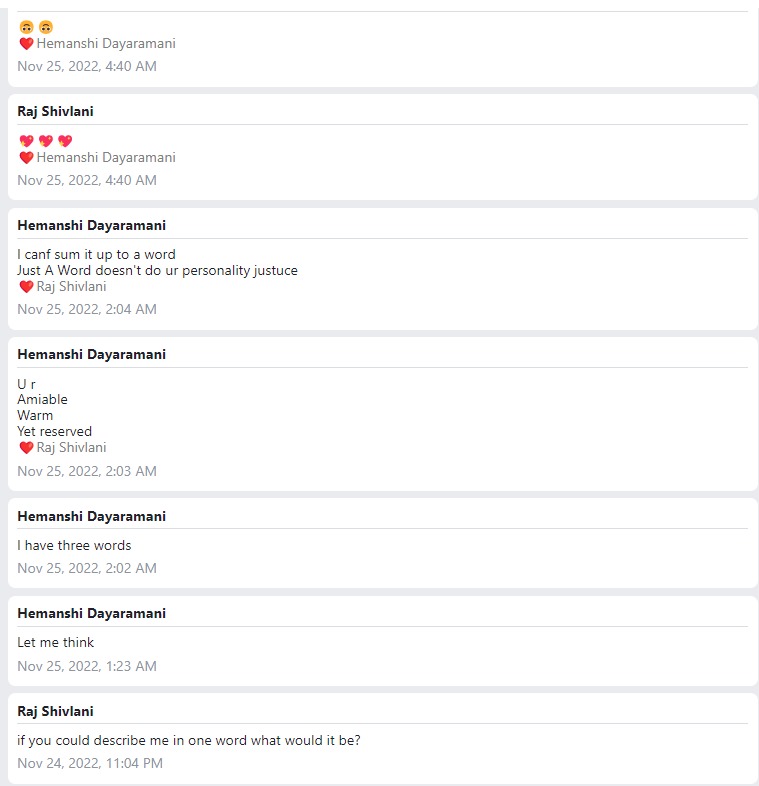 🙃 🙃
❤️ Hemanshi Dayaramani
Nov 25, 2022, 4:40 AM
Raj Shivlani
💖 💖 💖
❤️ Hemanshi Dayaramani
Nov 25, 2022, 4:40 AM
Hemanshi Dayaramani
I canf sum it up to a word
Just A Word doesn't do ur personality justuce
❤️ Raj Shivlani
Nov 25, 2022, 2:04 AM
Hemanshi Dayaramani
U r
Amiable
Warm
Yet reserved
❤️ Raj Shivlani
Nov 25, 2022, 2:03 AM
Hemanshi Dayaramani
I have three words
Nov 25, 2022, 2:02 AM
Hemanshi Dayaramani
Let me think
Nov 25, 2022, 1:23 AM
Raj Shivlani
if you could describe me in one word what would it be?
Nov 24, 2022, 11:04 PM